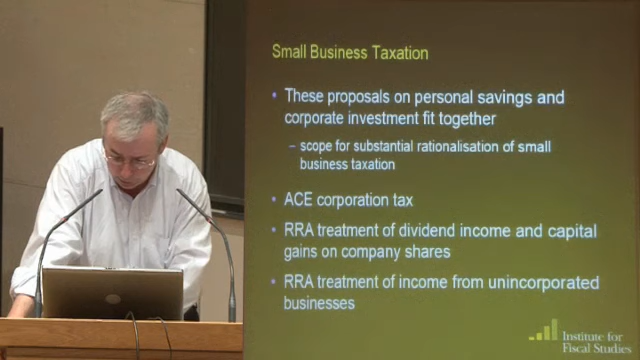 Small Business Taxation
• These proposals on personal savings and
corporate investment fit together
– scope for substantial rationalisation of small
business taxation
• ACE corporation tax
• RRA treatment of dividend income and capital
gains on company shares
• RRA treatment of income from unincorporated
businesses
Institute for
Fiscal Studies